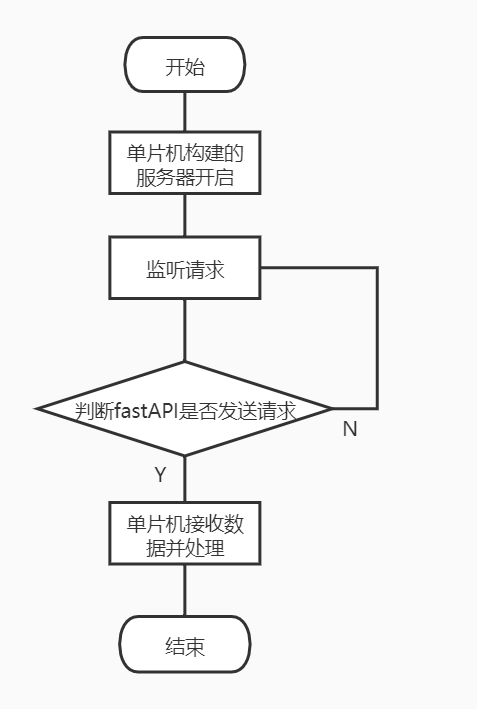 开始
单片机构建的
服务器开启
监听请求
判断fastAPI是否发送请求
N
Y
单片机接收数
据并处理
结束